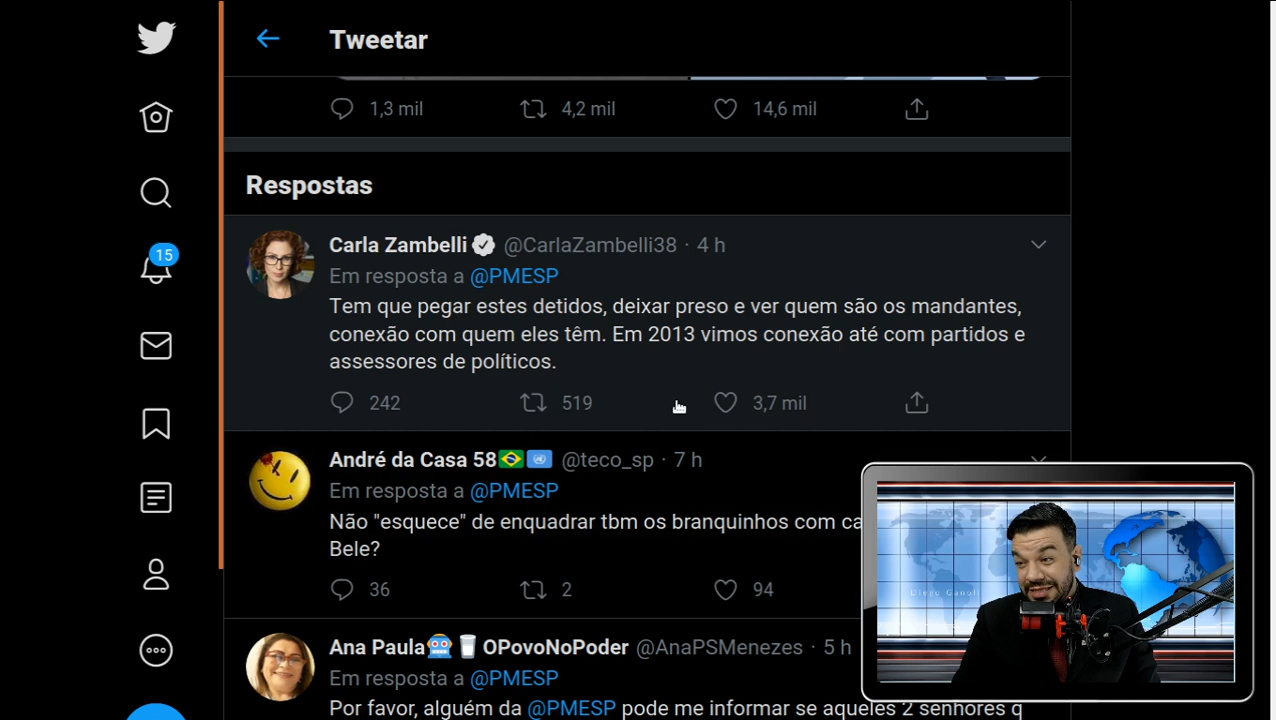 Tweetar
1,3 mil 4,2 mil 14,6 mil
Respostas
15
Carla Zambelli @CarlaZambelli38 · 4 h
Em resposta a @PMESP
Tem que pegar estes detidos, deixar preso e ver quem são os mandantes,
conexão com quem eles têm. Em 2013 vimos conexão até com partidos e
assessores de políticos.
242 519 3,7 mil
André da Casa 58 @teco_sp · 7 h
Em resposta a @PMESP
Não "esquece" de enquadrar tbm os branquinhos com ca
Bele?
36 2 94
Ana Paula OPovoNoPoder @AnaPSMenezes · 5 h
Em resposta a @PMESP
Por favor, alguém da @PMESP pode me informar se aqueles 2 senhores q